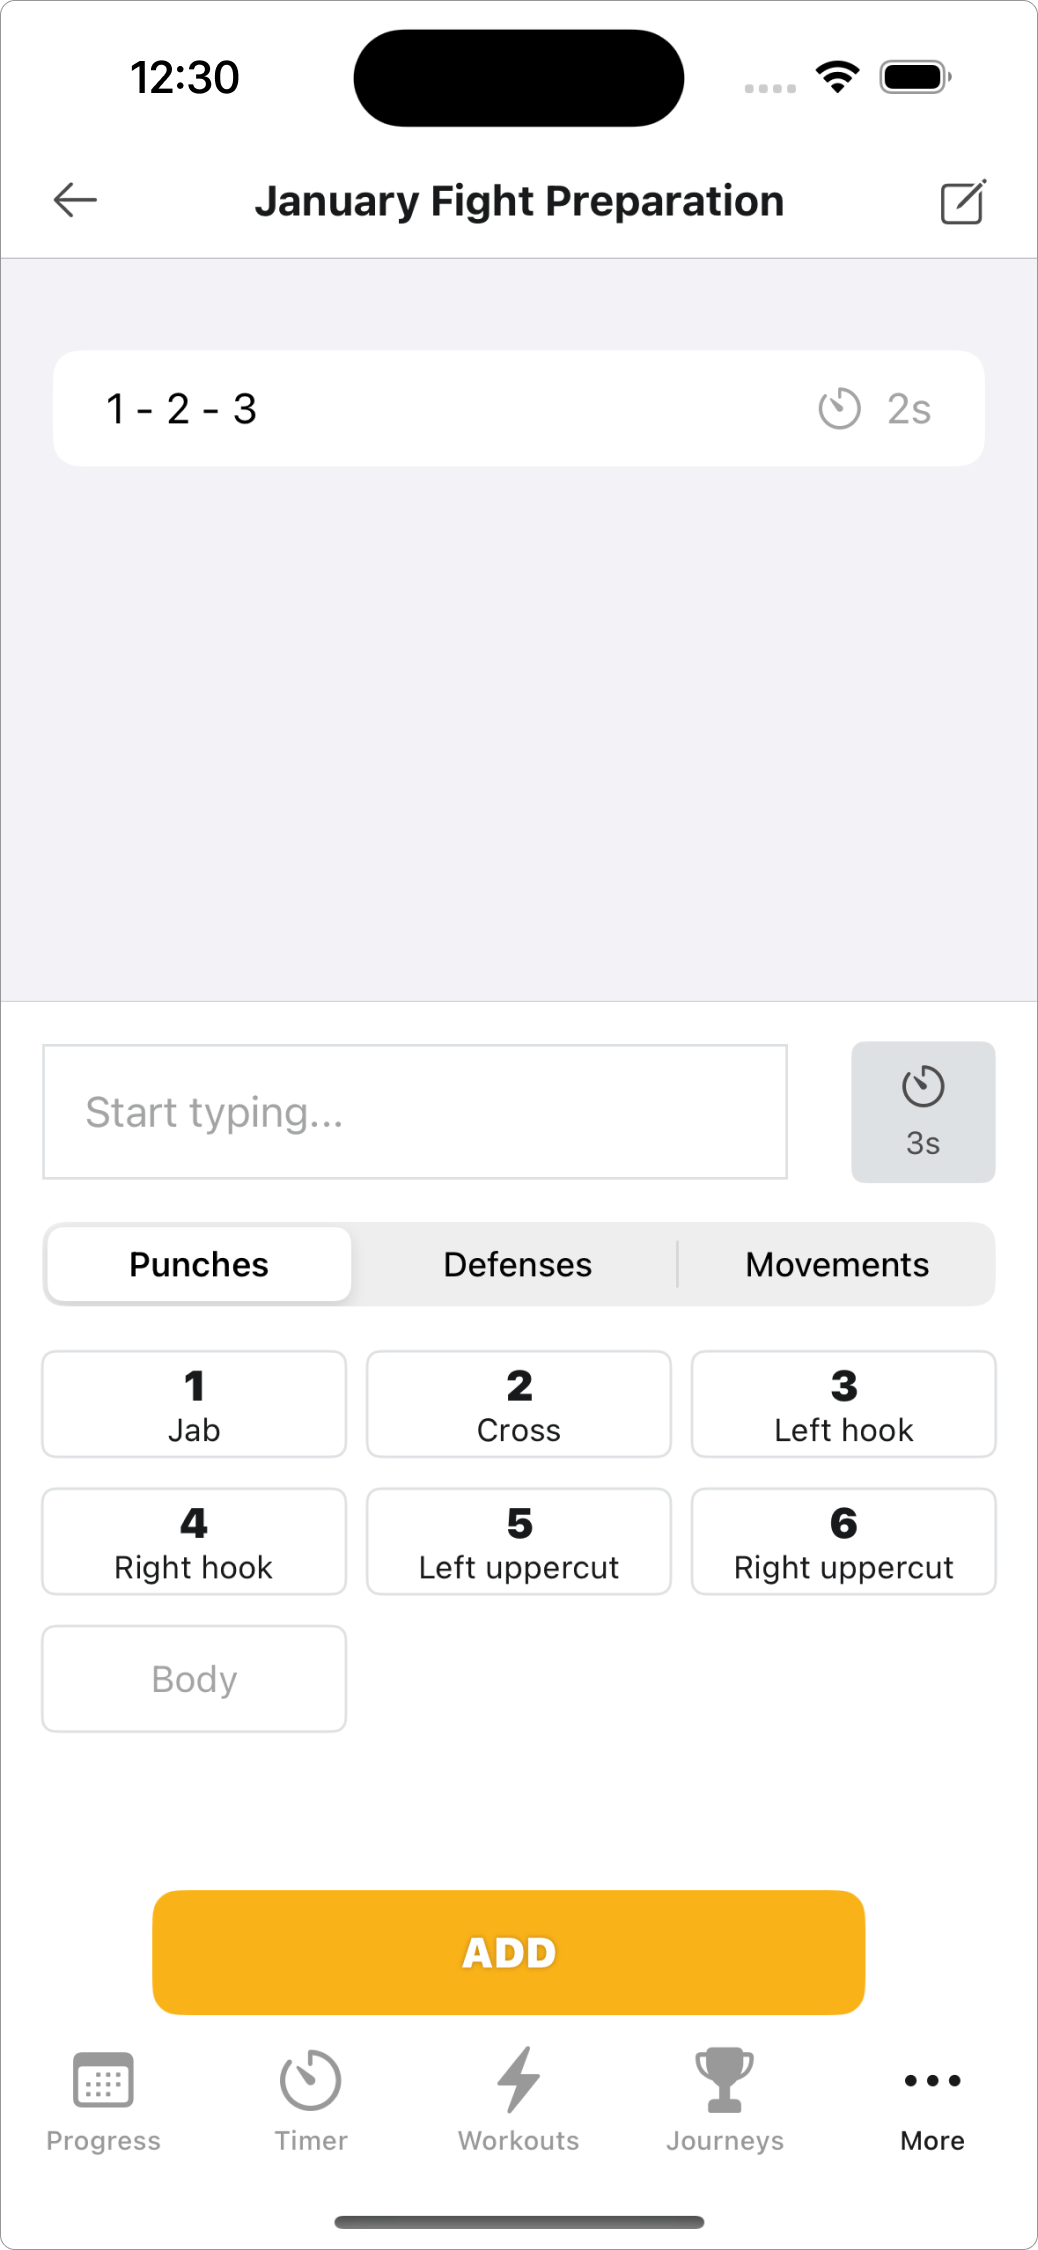 12:30
January Fight Preparation
1 - 2 - 3
2s
Start typing...
3s
Punches
Defenses
Movements
1
Jab
2
Cross
3
Left hook
4
Right hook
5
Left uppercut
6
Right uppercut
Body
ADD
Progress
Timer
Workouts
Journeys
More